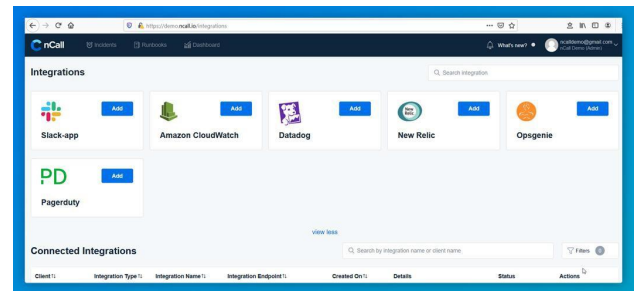 https://demo.ncall.io/integrations
nCall Incidents Runbooks Dashboard What's new? ncalldemo@gmail.com
nCall Demo (Admin)
Integrations Search integration
Add Add Add New Relic Add Add
Slack-app Amazon CloudWatch Datadog New Relic Opsgenie
PD Add
Pagerduty
view less
Connected Integrations Search by integration name or client name Filters 0
Client Integration Type Integration Name Integration Endpoint Created On Details Status Actions